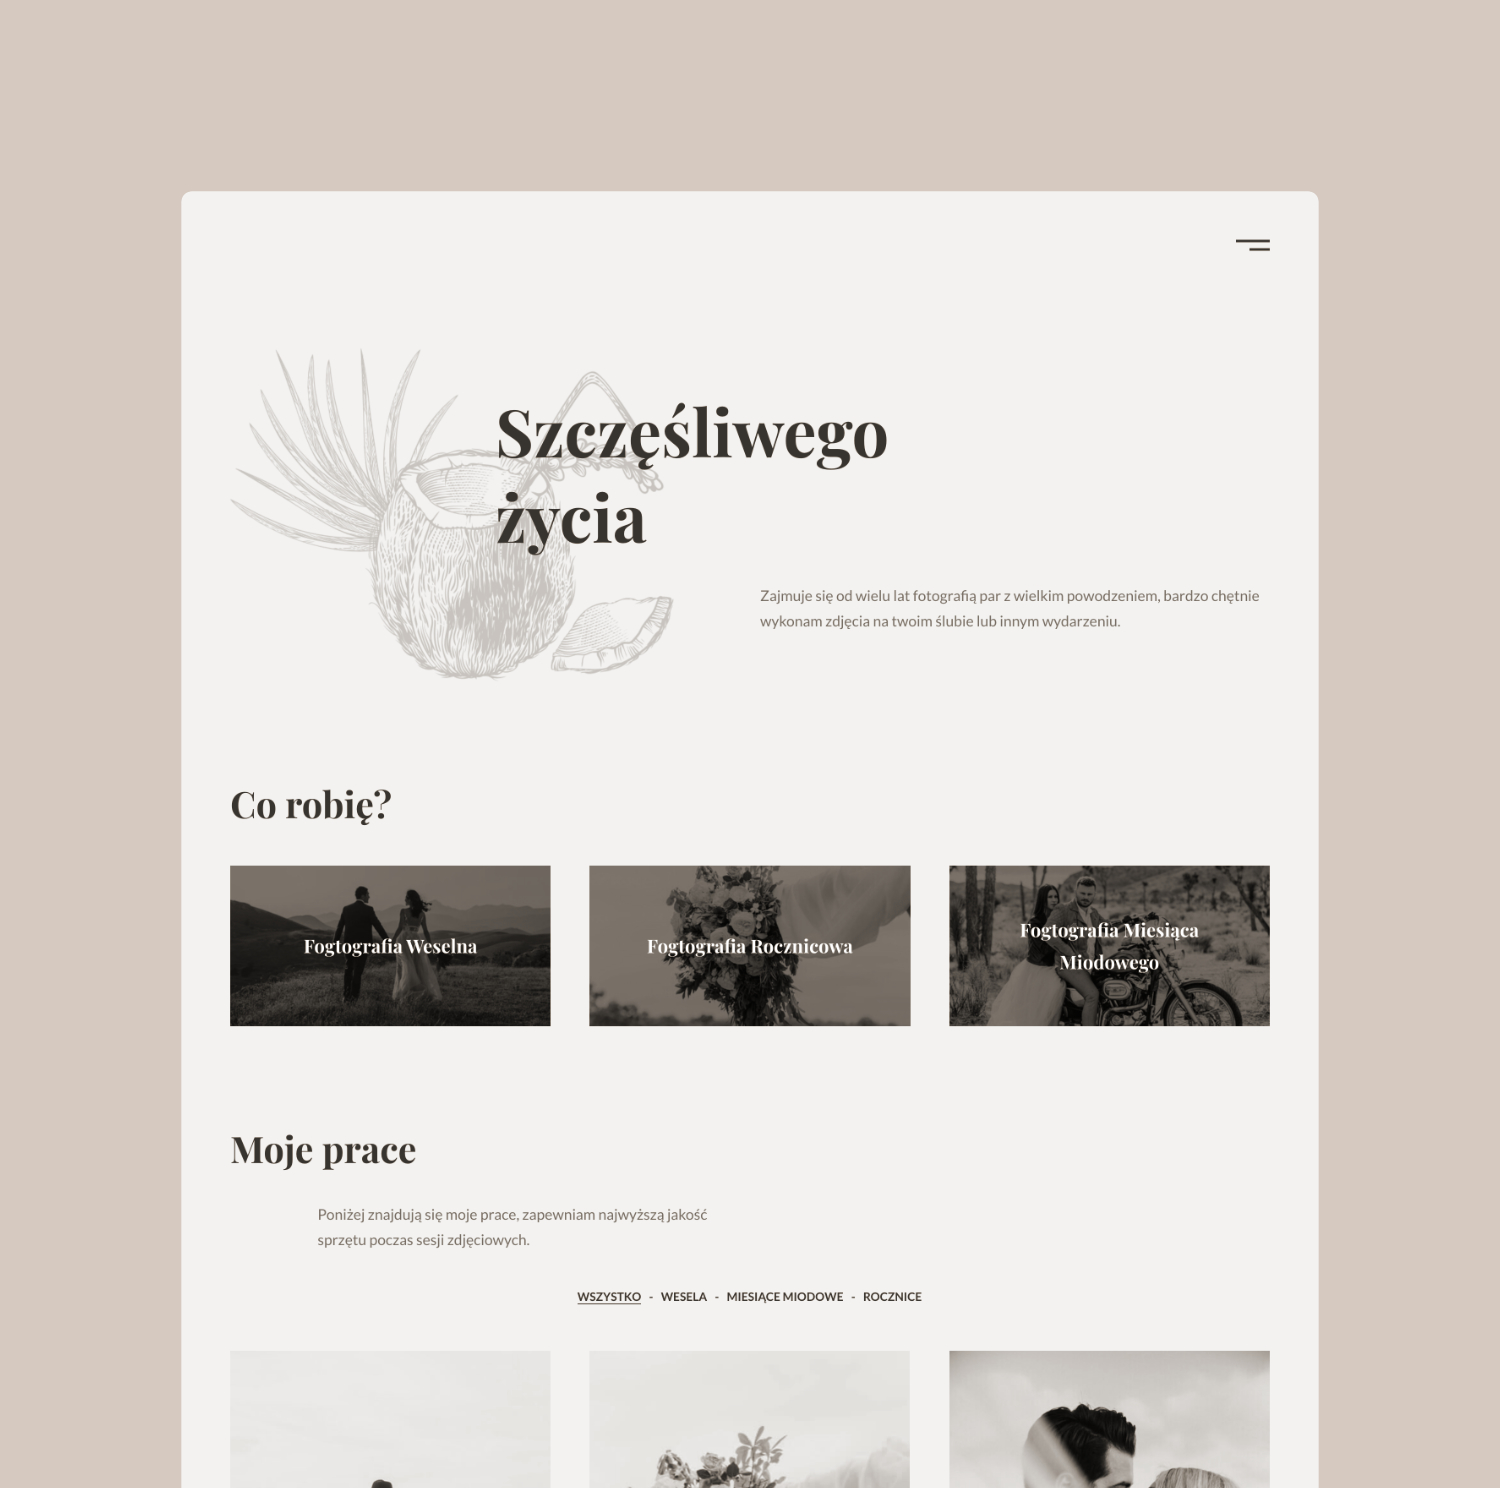 Szczęśliwego
życia
Zajmuje się od wielu lat fotografią par z wielkim powodzeniem, bardzo chętnie
wykonam zdjęcia na twoim ślubie lub innym wydarzeniu.
Co robię?
Fogtografia Weselna
Fogtografia Rocznicowa
Fogtografia Miesiąca
Miodowego
Moje prace
Poniżej znajdują się moje prace, zapewniam najwyższą jakość
sprzętu poczas sesji zdjęciowych.
WSZYSTKO - WESELA - MIESIĄCE MIODOWE - ROCZNICE